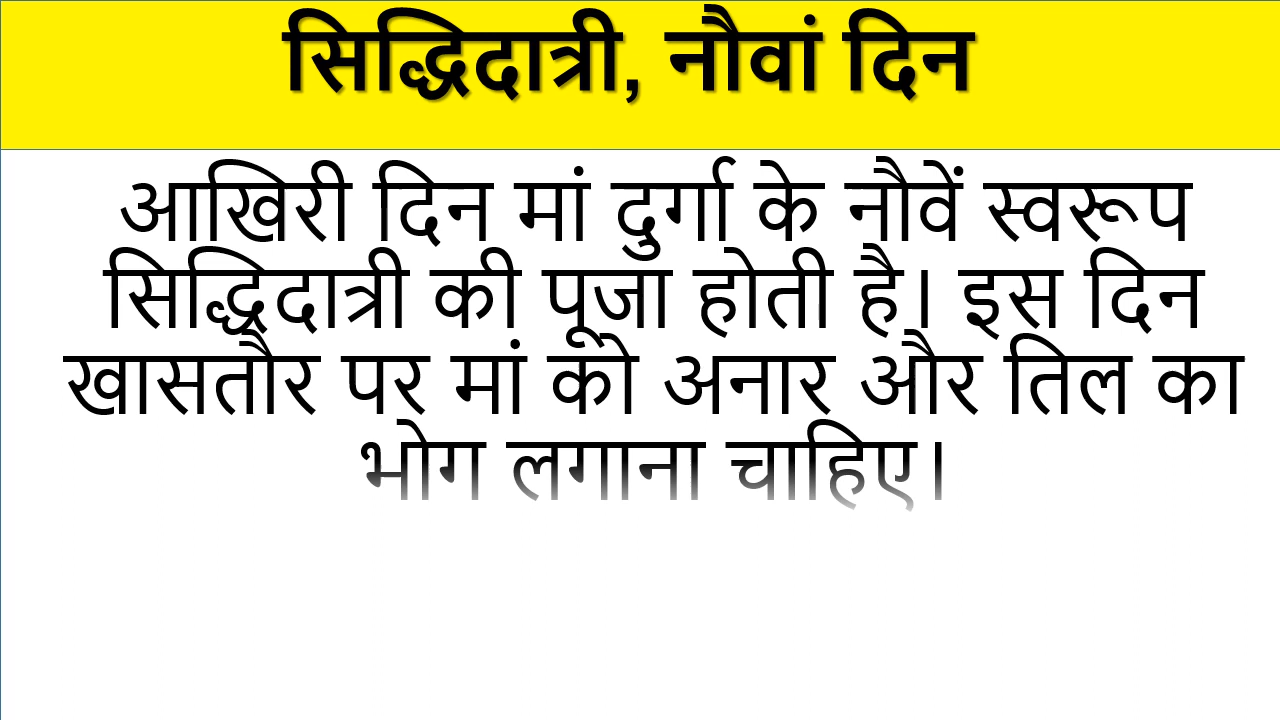 सिद्धिदात्री, नौवां दिन
आखिरी दिन मां दुर्गा के नौवें स्वरूप
सिद्धिदात्री की पूजा होती है। इस दिन
खासतौर पर मां को अनार और तिल का
भोग लगाना चाहिए।